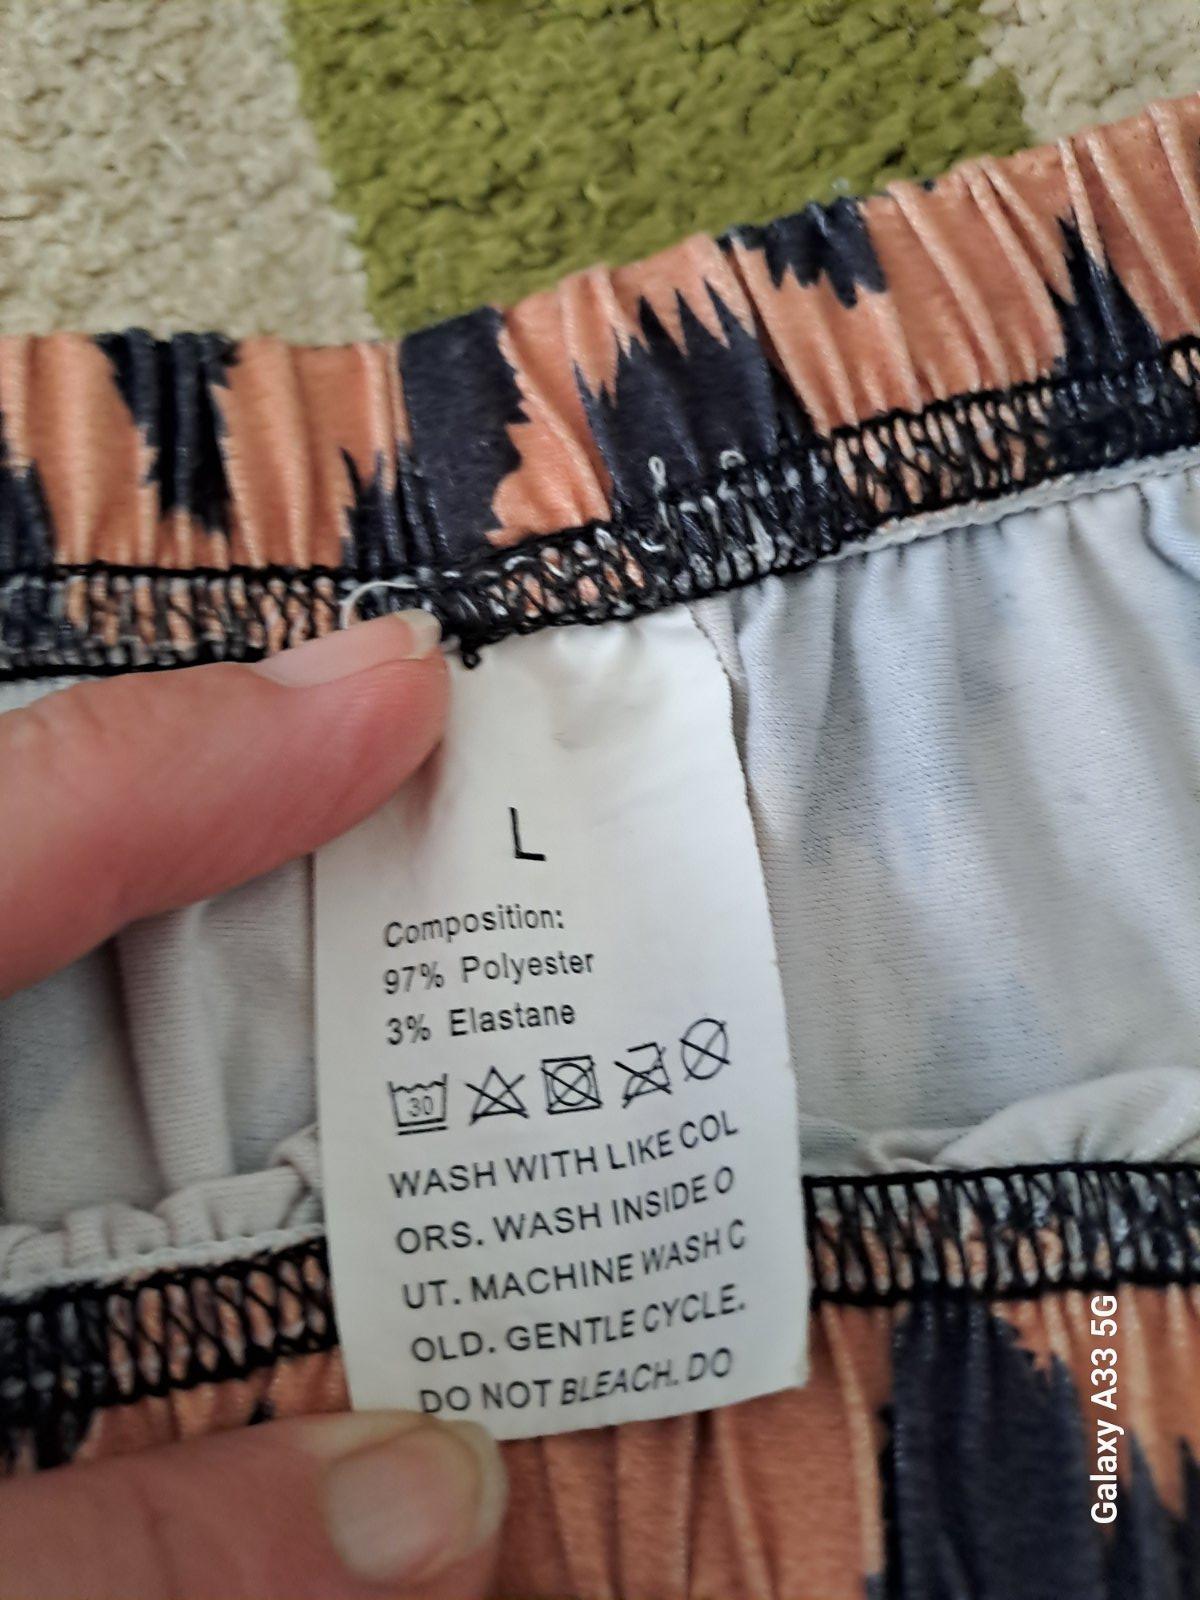 L
Composition:
97% Polyester
3% Elastane
30
WASH WITH LIKE COL
ORS. WASH INSIDE O
UT. MACHINE WASH C
OLD. GENTLE CYCLE.
DO NOT BLEACH. DO
Galaxy A33 5G